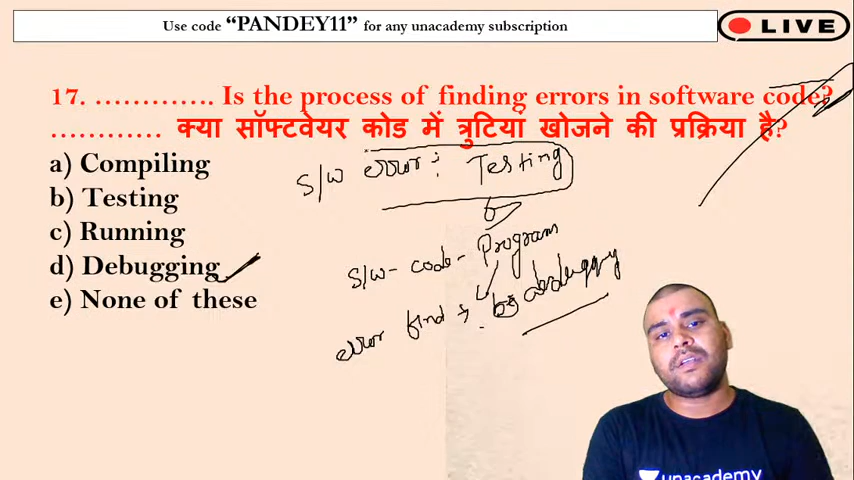 Use code “PANDEY11” for any unacademy subscription
LIVE
17. …………. Is the process of finding errors in software code?
………… क्या सॉफ्टवेयर कोड में त्रुटियां खोजने की प्रक्रिया है?
a) Compiling
b) Testing
c) Running
d) Debugging
e) None of these
S/W error: Testing
S/W- code - Program
error find →
unacademy